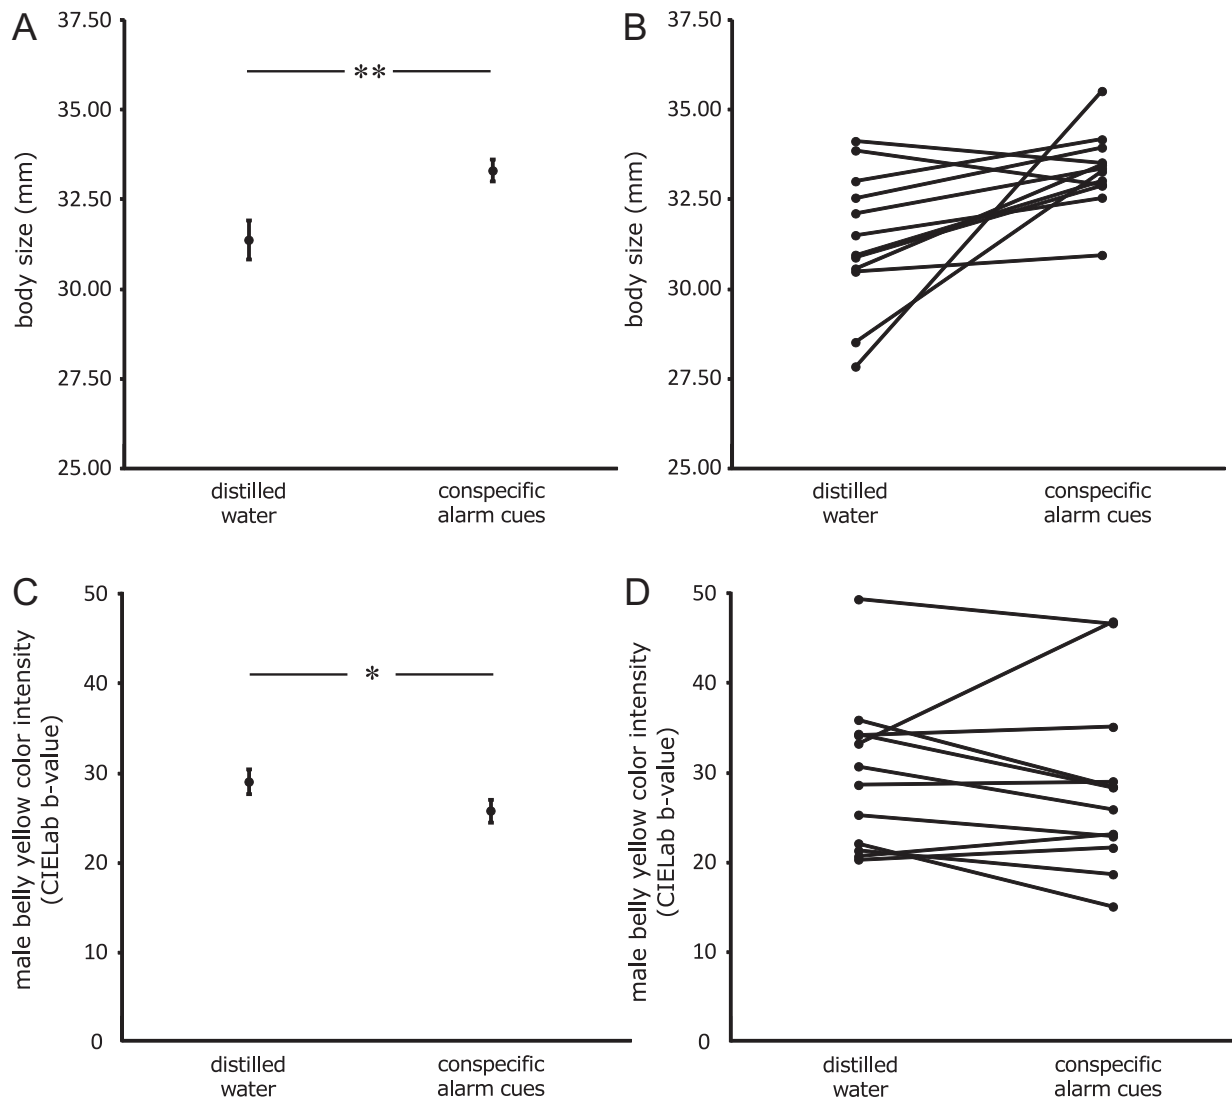 A
37.50
35.00
32.50
30.00
27.50
25.00
body size (mm)
**
distilled
water
conspecific
alarm cues
B
37.50
35.00
32.50
30.00
27.50
25.00
body size (mm)
distilled
water
conspecific
alarm cues
C
50
40
30
20
10
0
male belly yellow color intensity
(CIELab b-value)
*
distilled
water
conspecific
alarm cues
D
50
40
30
20
10
0
male belly yellow color intensity
(CIELab b-value)
distilled
water
conspecific
alarm cues